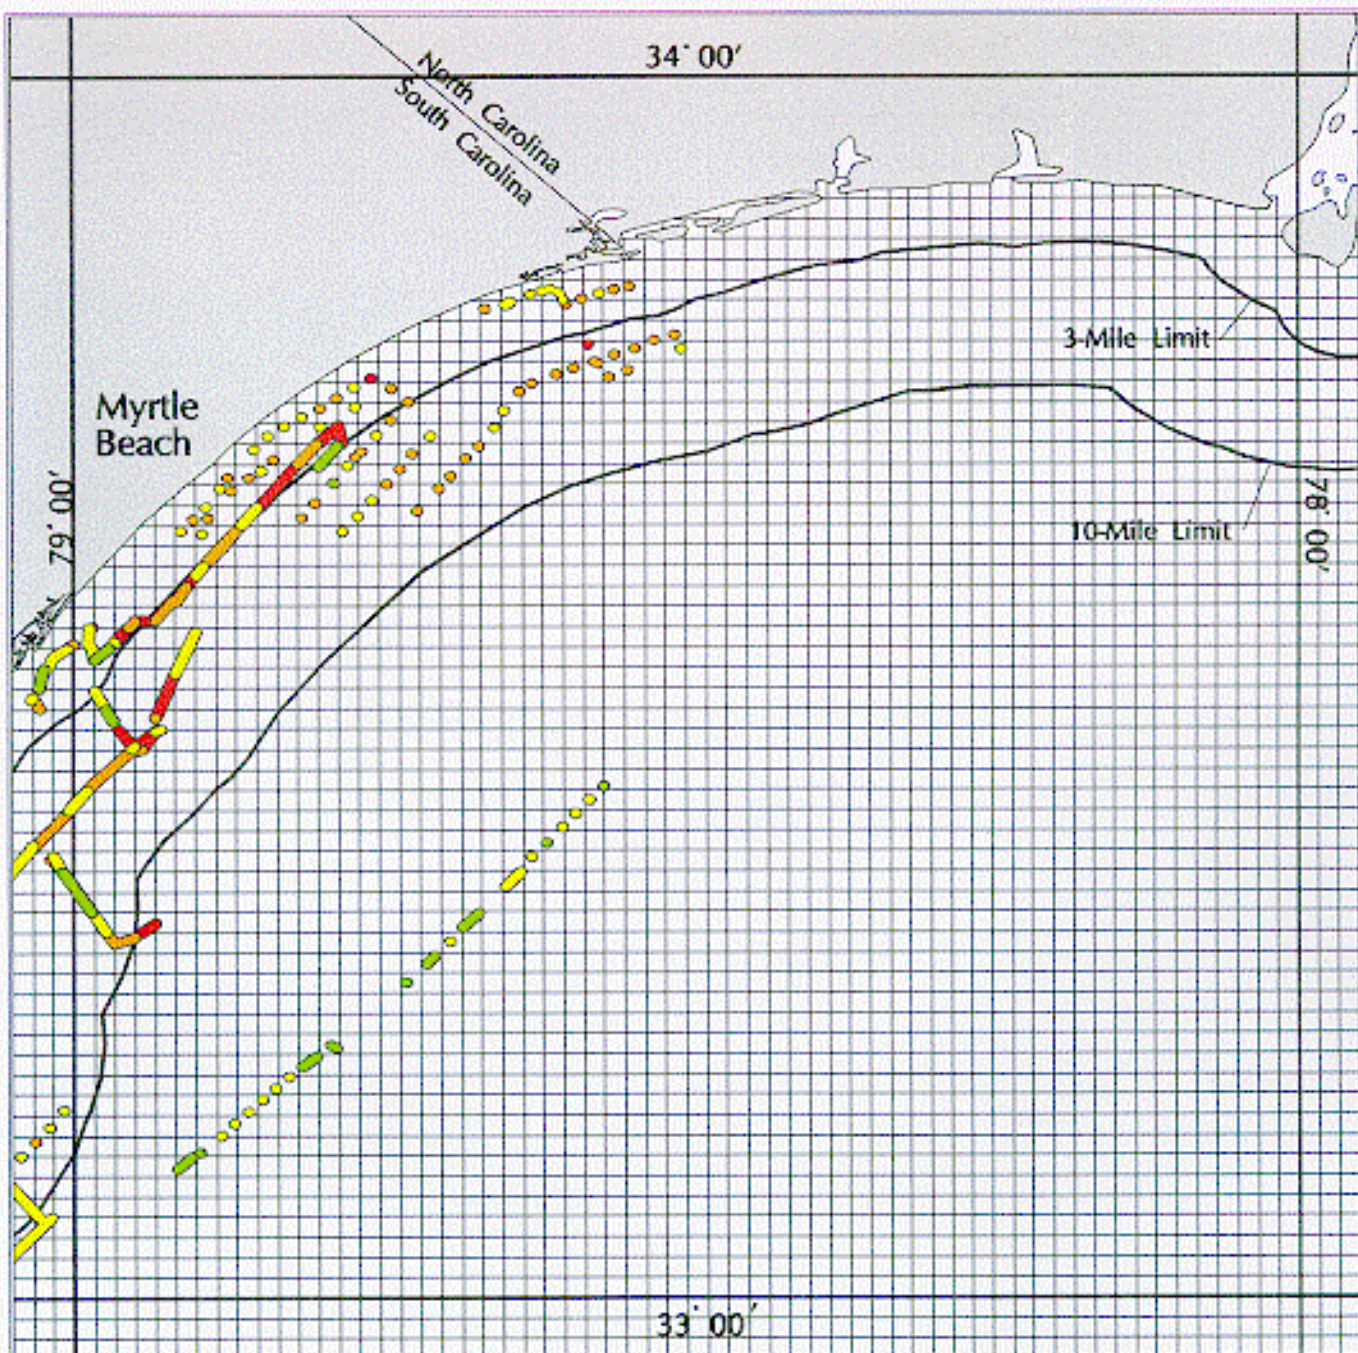 34° 00′
North Carolina
South Carolina
3-Mile Limit
Myrtle
Beach
79° 00′
78° 00′
10-Mile Limit
33° 00′